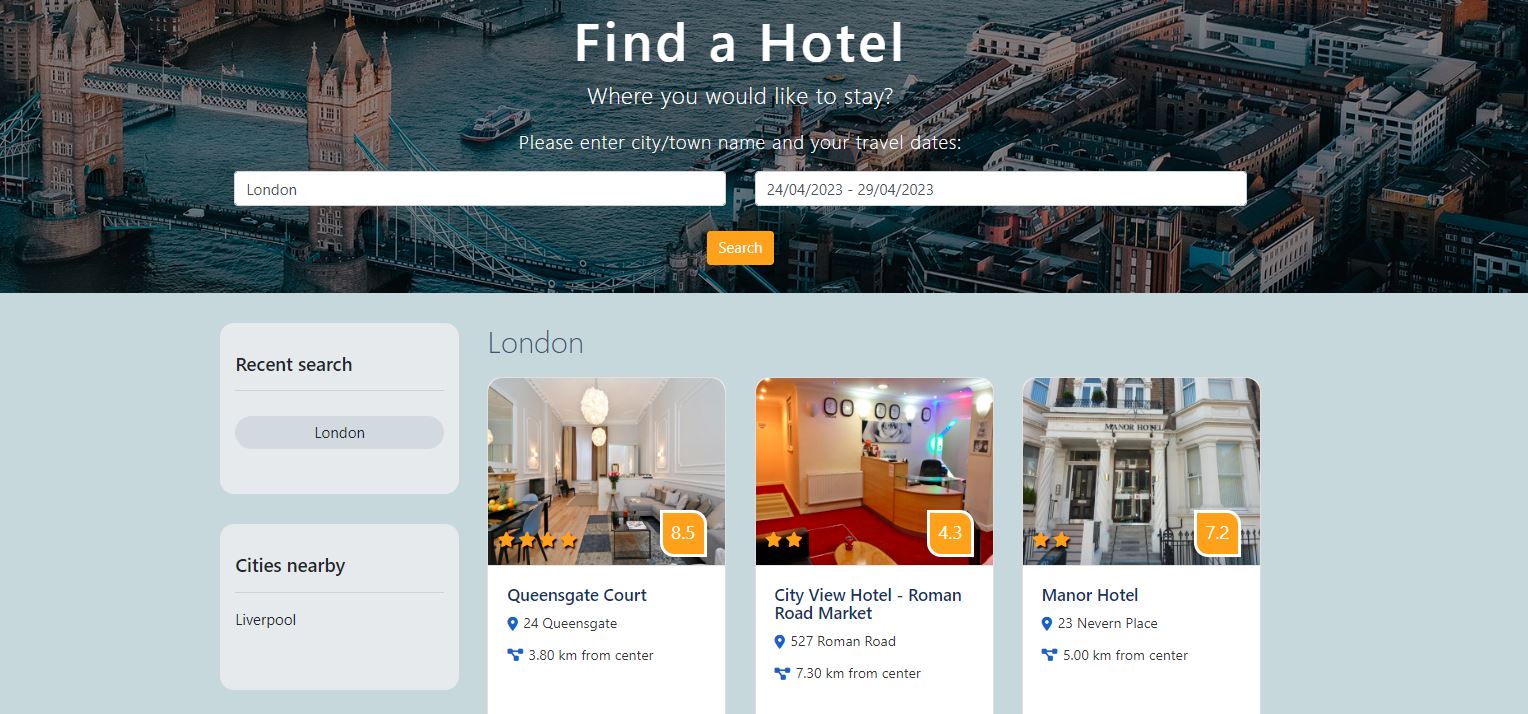 Find a Hotel
Where you would like to stay?
Please enter city/town name and your travel dates:
London
24/04/2023 - 29/04/2023
Search
Recent search
London
Cities nearby
Liverpool
London
8.5
Queensgate Court
24 Queensgate
3.80 km from center
4.3
City View Hotel - Roman
Road Market
527 Roman Road
7.30 km from center
MANOR HOTEL
7.2
Manor Hotel
23 Nevern Place
5.00 km from center